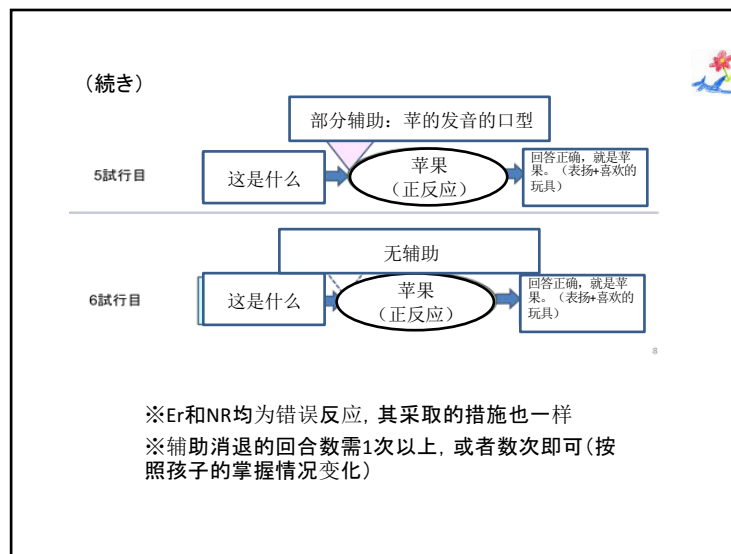 （続き）
部分辅助：苹的发音的口型
5試行目
这是什么
苹果
（正反应）
回答正确，就是苹
果。（表扬+喜欢的
玩具）
无辅助
6試行目
这是什么
苹果
（正反应）
回答正确，就是苹
果。（表扬+喜欢的
玩具）
8
※Er和NR均为错误反应，其采取的措施也一样
※辅助消退的回合数需1次以上，或者数次即可（按
照孩子的掌握情况变化）